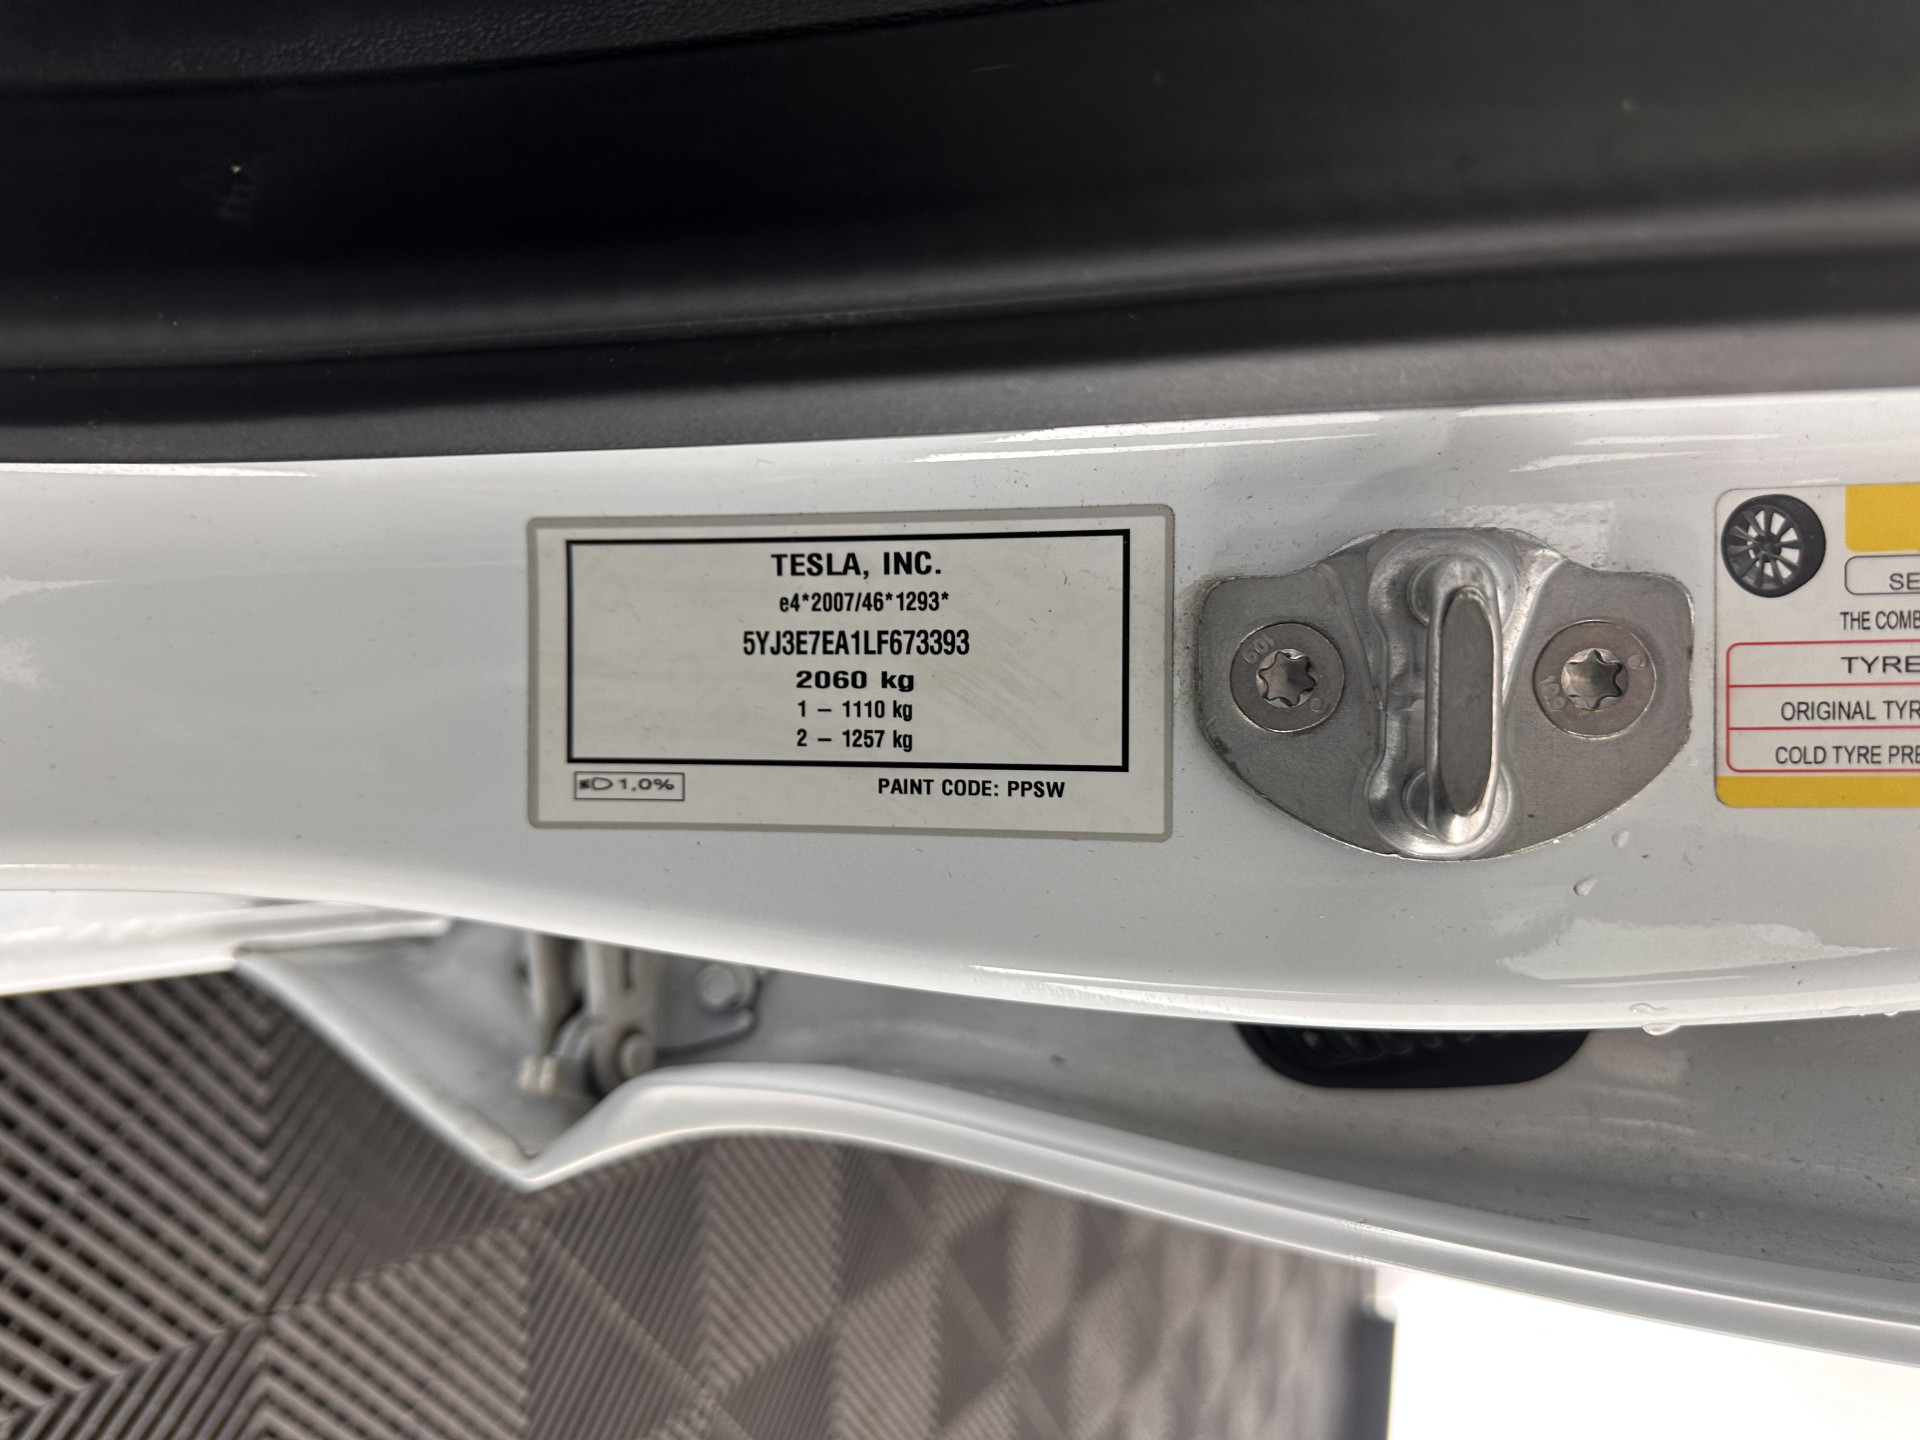 TESLA, INC.
e4*2007/46*1293*
5YJ3E7EA1LF673393
2060 kg
1 – 1110 kg
2 – 1257 kg
1,0%
PAINT CODE: PPSW
SE
THE COMB
TYRE
ORIGINAL TYR
COLD TYRE PRE